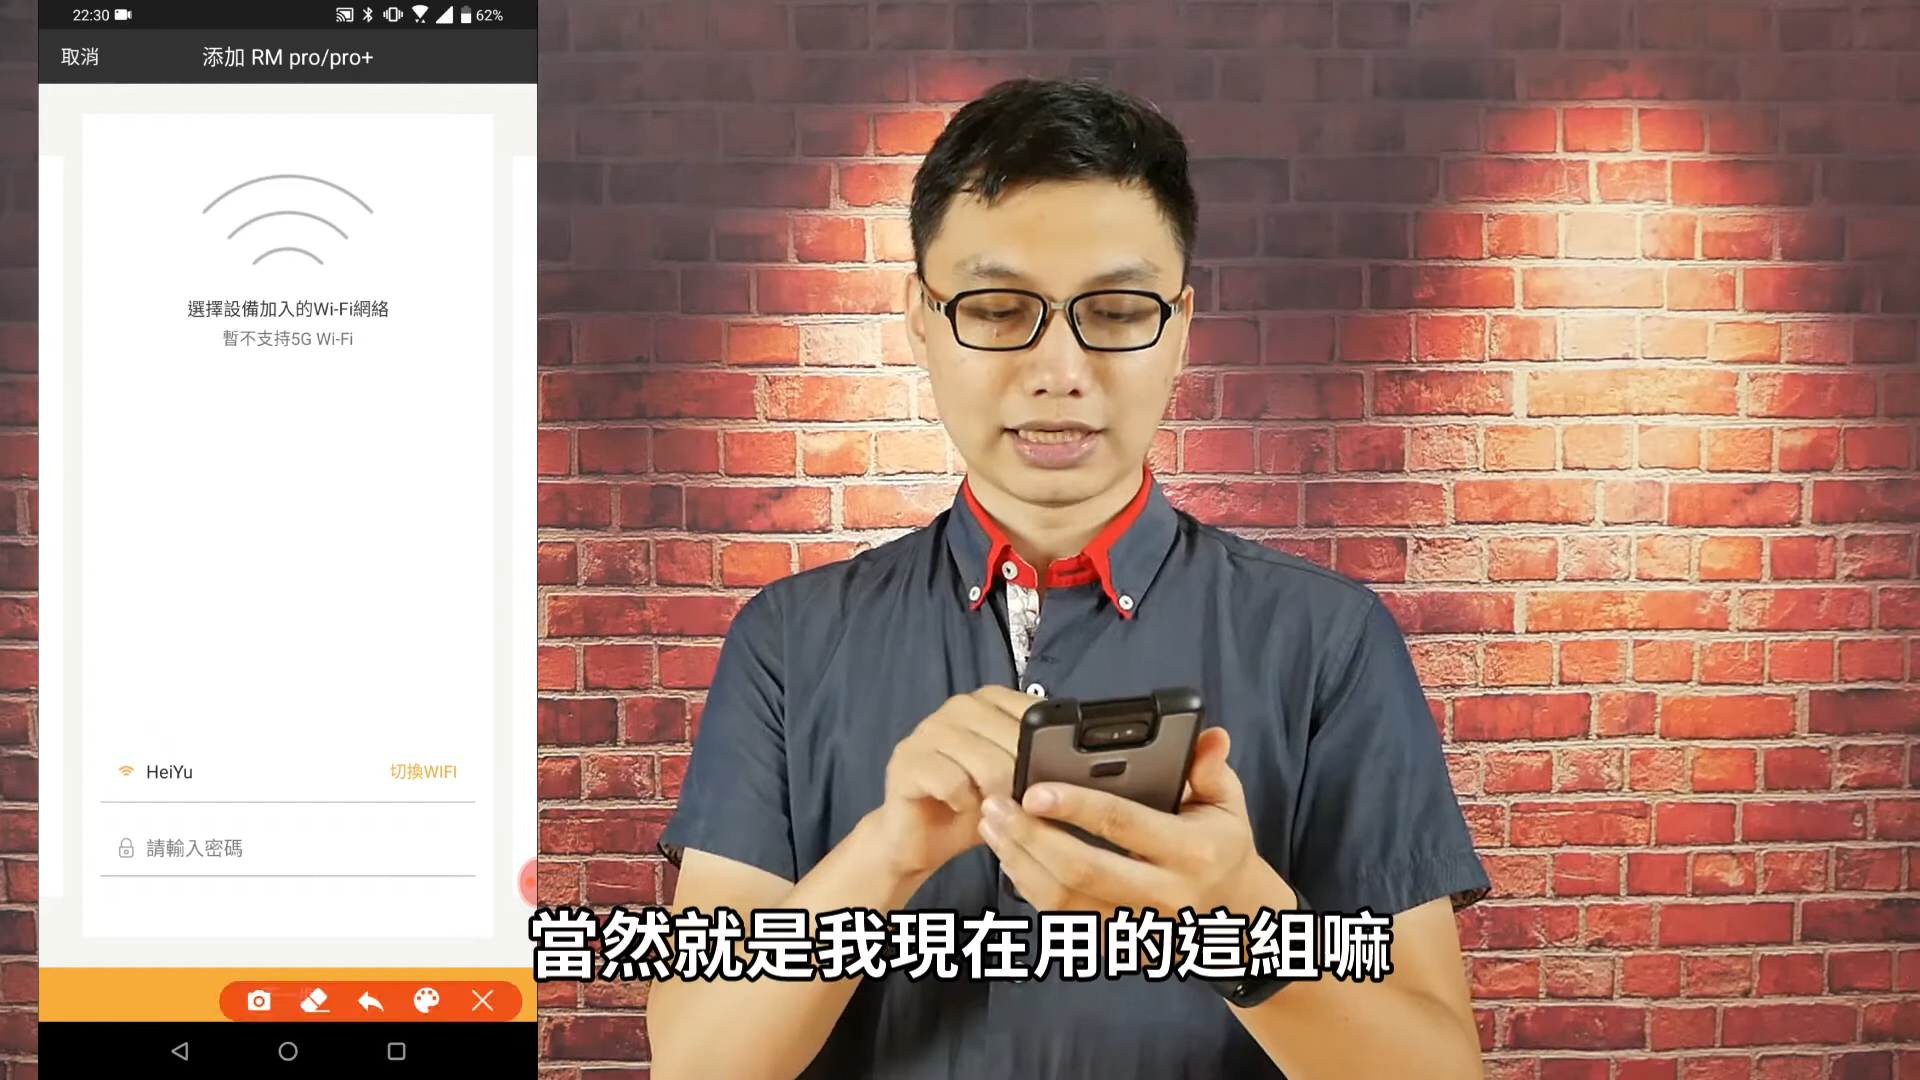 22:30
62%
取消
添加 RM pro/pro+
選擇設備加入的Wi-Fi網絡
暫不支持5G Wi-Fi
HeiYu
切換WIFI
請輸入密碼
當然就是我現在用的這組嘛